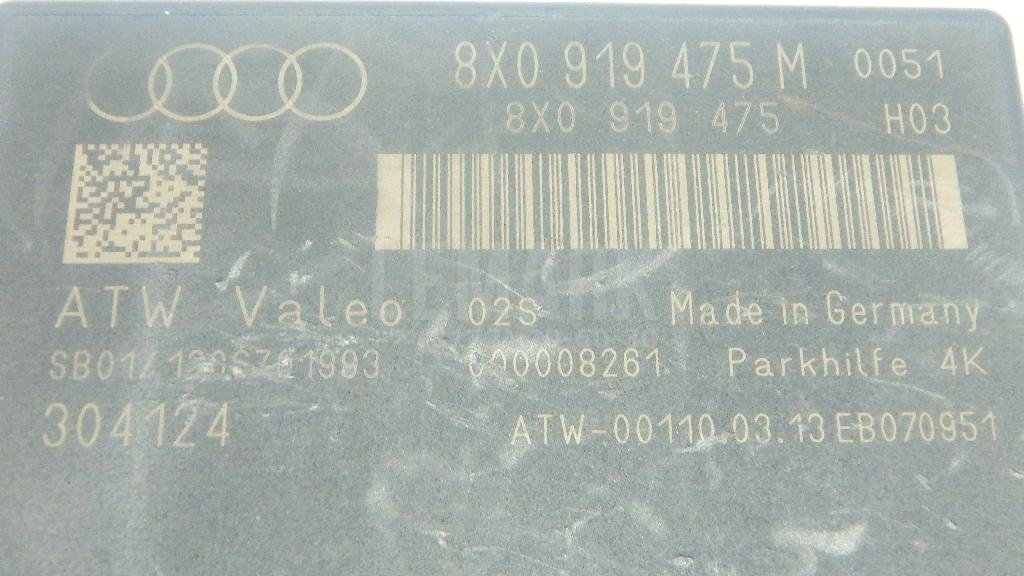 8X0 919 475 M 0051
8X0 919 475 H03
ATW Valeo 02S Made in Germany
000008261 Parkhilfe 4K
304124 ATW-00110 03.13 EB070951